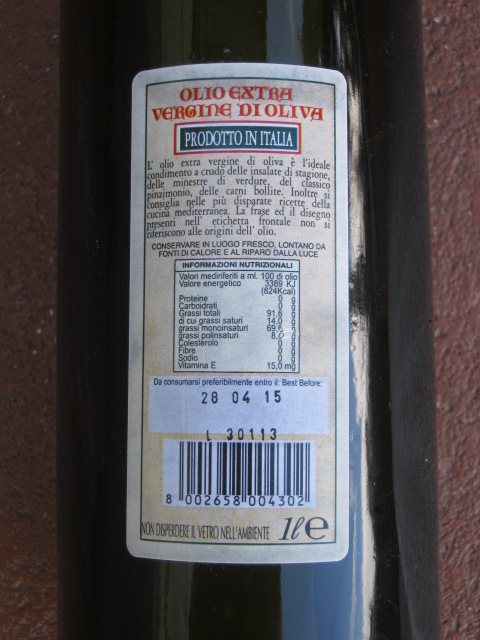 OLIO EXTRA
VERGINE DI OLIVA
PRODOTTO IN ITALIA
L' olio extra vergine di oliva è l'ideale
condimento a crudo delle insalate di stagione,
delle minestre di verdure, del classico
pinzimonio, delle carni bollite. Inoltre si
consiglia nelle più disparate ricette della
cucina mediterranea. La frase ed il disegno
presenti nell' etichetta frontale non si
riferiscono alle origini dell' olio.
CONSERVARE IN LUOGO FRESCO, LONTANO DA
FONTI DI CALORE E AL RIPARO DALLA LUCE
INFORMAZIONI NUTRIZIONALI
Valori mediriferiti a ml. 100 di olio
Valore energetico 3389 KJ
(824Kcal)
Proteine 0 g
Carboidrati 0 g
Grassi totali 91,6 g
di cui grassi saturi 14,0 g
grassi monoinsaturi 69,6 g
grassi polinsaturi 8,0 g
Colesterolo 0 g
Fibre 0 g
Sodio 0 g
Vitamina E 15,0 mg
Da consumarsi preferibilmente entro il: Best Before:
28 04 15
L 30113
8 002658 004302
NON DISPERDERE IL VETRO NELL'AMBIENTE 1ℓ e